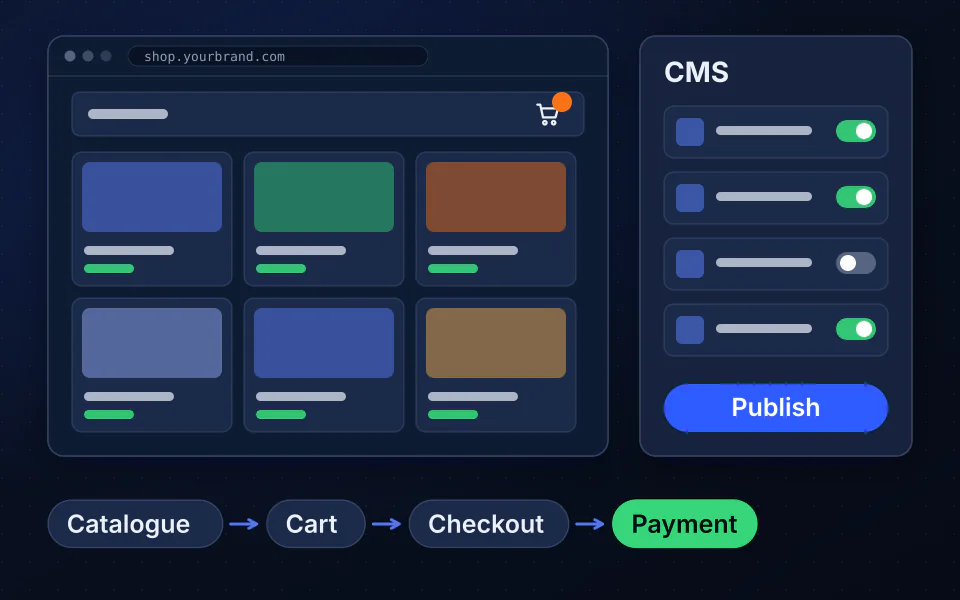 shop.yourbrand.com
CMS
Publish
Catalogue
Cart
Checkout
Payment